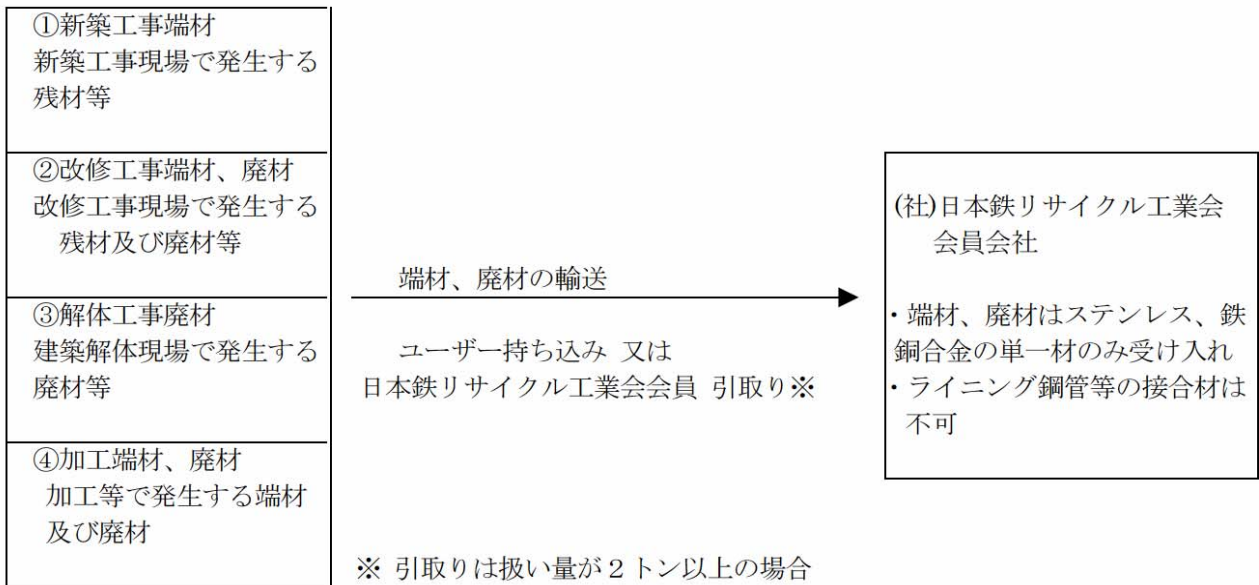 ①新築工事端材
新築工事現場で発生する
残材等
②改修工事端材、廃材
改修工事現場で発生する
残材及び廃材等
③解体工事廃材
建築解体現場で発生する
廃材等
④加工端材、廃材
加工等で発生する端材
及び廃材
端材、廃材の輸送
ユーザー持ち込み 又は
日本鉄リサイクル工業会会員 引取り※
※ 引取りは扱い量が2トン以上の場合
(社)日本鉄リサイクル工業会
会員会社
・端材、廃材はステンレス、鉄
銅合金の単一材のみ受け入れ
・ライニング鋼管等の接合材は
不可